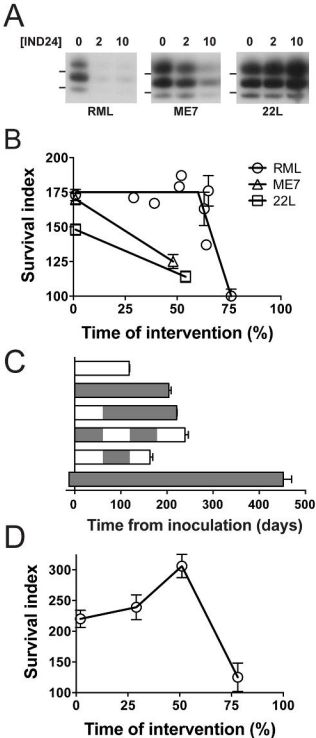 A
[IND24] 0 2 10 0 2 10 0 2 10
RML ME7 22L
B
Survival index
200
175
150
125
100
RML
ME7
22L
0 25 50 75 100
Time of intervention (%)
C
0 100 200 300 400 500
Time from inoculation (days)
D
Survival index
300
250
200
150
100
0 25 50 75 100
Time of intervention (%)